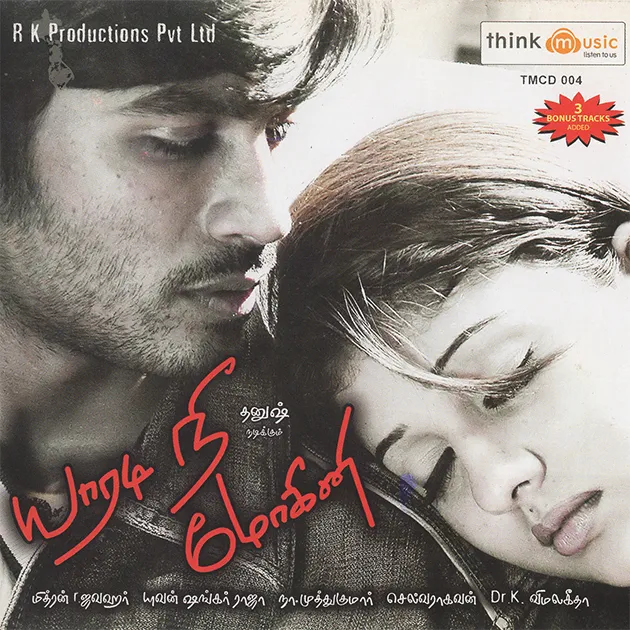 R K Productions Pvt Ltd
think music
listen to us
TMCD 004
3
BONUS TRACKS
ADDED
தனுஷ்
நடிக்கும்
யாரடி நீ
மோகினி
மித்ரன் r ஜவஹர் யுவன் ஷங்கர் ராஜா நா.முத்துகுமார் செல்வராகவன் Dr K. விமலகீதா